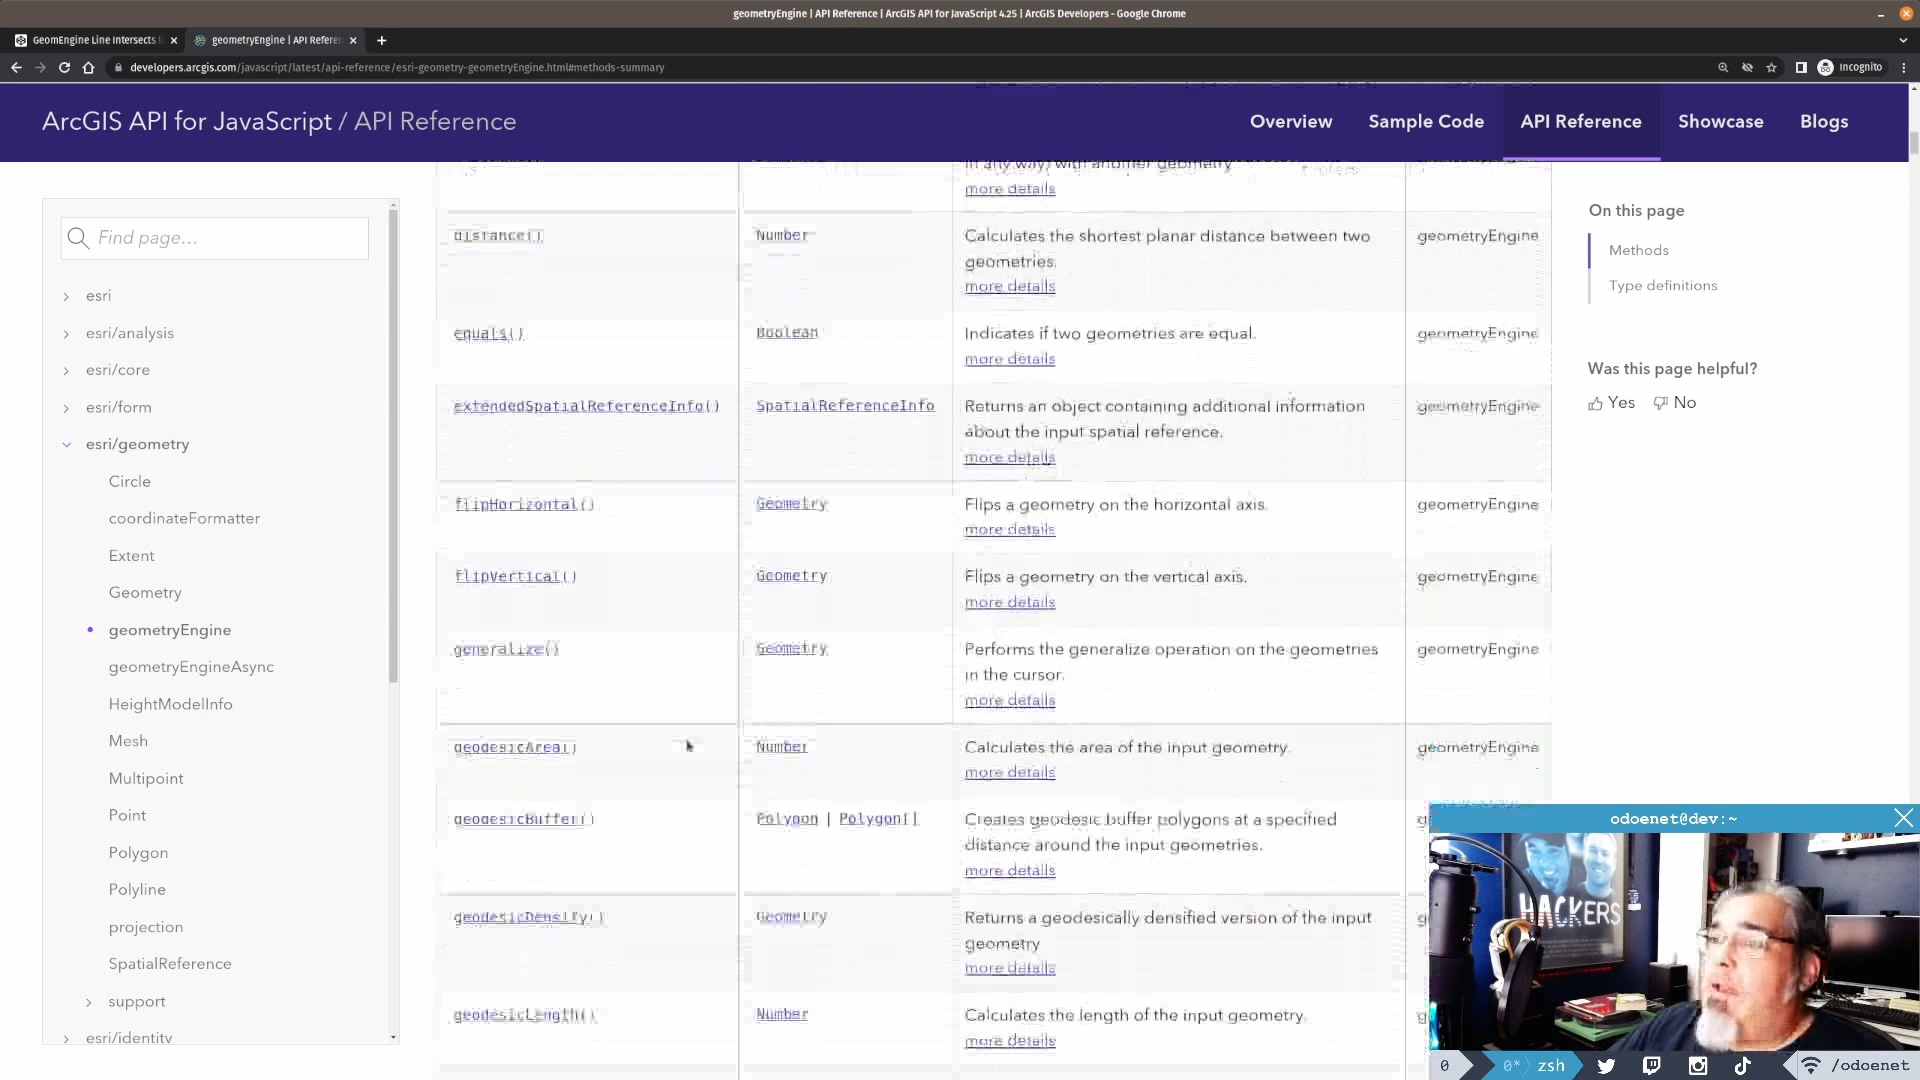 geometryEngine | API Reference | ArcGIS API for JavaScript 4.25 | ArcGIS Developers - Google Chrome
GeomEngine Line Intersects
geometryEngine | API Referen
developers.arcgis.com/javascript/latest/api-reference/esri-geometry-geometryEngine.html#methods-summary
Incognito
ArcGIS API for JavaScript / API Reference
Overview
Sample Code
API Reference
Showcase
Blogs
Find page...
esri
esri/analysis
esri/core
esri/form
esri/geometry
Circle
coordinateFormatter
Extent
Geometry
geometryEngine
geometryEngineAsync
HeightModelInfo
Mesh
Multipoint
Point
Polygon
Polyline
projection
SpatialReference
support
esri/identity
in any way) with another geometry
more details
distance() Number Calculates the shortest planar distance between two geometryEngine
geometries.
more details
equals() Boolean Indicates if two geometries are equal. geometryEngine
more details
extendedSpatialReferenceInfo() SpatialReferenceInfo Returns an object containing additional information geometryEngine
about the input spatial reference.
more details
flipHorizontal() Geometry Flips a geometry on the horizontal axis. geometryEngine
more details
flipVertical() Geometry Flips a geometry on the vertical axis. geometryEngine
more details
generalize() Geometry Performs the generalize operation on the geometries geometryEngine
in the cursor.
more details
geodesicArea() Number Calculates the area of the input geometry. geometryEngine
more details
geodesicBuffer() Polygon | Polygon[] Creates geodesic buffer polygons at a specified
distance around the input geometries.
more details
geodesicDensify() Geometry Returns a geodesically densified version of the input
geometry
more details
geodesicLength() Number Calculates the length of the input geometry.
more details
On this page
Methods
Type definitions
Was this page helpful?
Yes No
odoenet@dev:~
HACKERS
0 0* zsh /odoenet